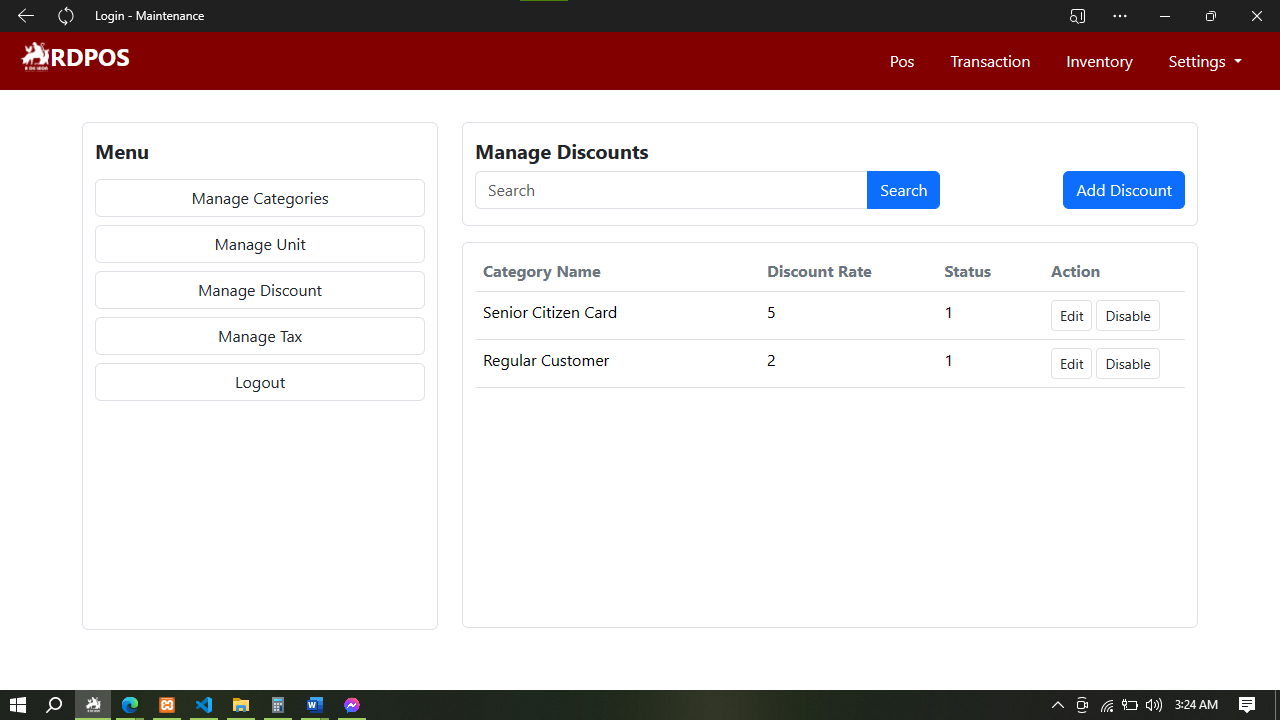 Login - Maintenance
RDPOS
Pos Transaction Inventory Settings
Menu
Manage Categories
Manage Unit
Manage Discount
Manage Tax
Logout
Manage Discounts
Search Search Add Discount
Category Name Discount Rate Status Action
Senior Citizen Card 5 1 Edit Disable
Regular Customer 2 1 Edit Disable
3:24 AM